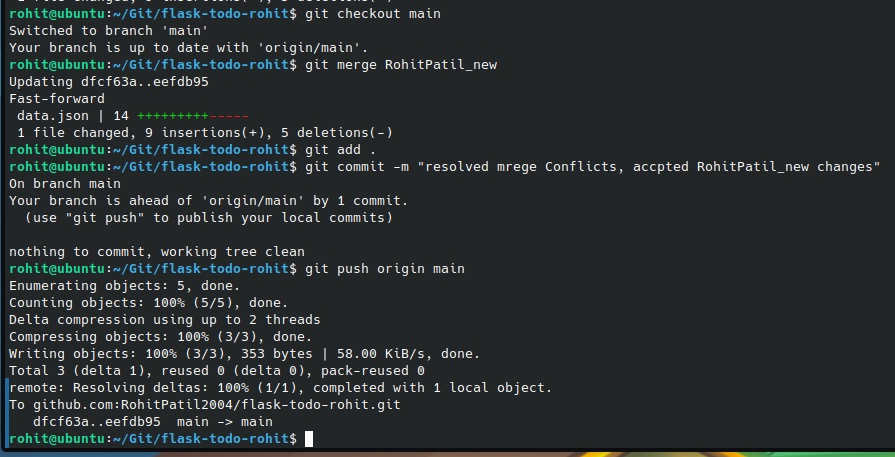 rohit@ubuntu:~/Git/flask-todo-rohit$ git checkout main
Switched to branch 'main'
Your branch is up to date with 'origin/main'.
rohit@ubuntu:~/Git/flask-todo-rohit$ git merge RohitPatil_new
Updating dfcf63a..eefdb95
Fast-forward
 data.json | 14 +++++++++-----
 1 file changed, 9 insertions(+), 5 deletions(-)
rohit@ubuntu:~/Git/flask-todo-rohit$ git add .
rohit@ubuntu:~/Git/flask-todo-rohit$ git commit -m "resolved mrege Conflicts, accpted RohitPatil_new changes"
On branch main
Your branch is ahead of 'origin/main' by 1 commit.
  (use "git push" to publish your local commits)

nothing to commit, working tree clean
rohit@ubuntu:~/Git/flask-todo-rohit$ git push origin main
Enumerating objects: 5, done.
Counting objects: 100% (5/5), done.
Delta compression using up to 2 threads
Compressing objects: 100% (3/3), done.
Writing objects: 100% (3/3), 353 bytes | 58.00 KiB/s, done.
Total 3 (delta 1), reused 0 (delta 0), pack-reused 0
remote: Resolving deltas: 100% (1/1), completed with 1 local object.
To github.com:RohitPatil2004/flask-todo-rohit.git
   dfcf63a..eefdb95  main -> main
rohit@ubuntu:~/Git/flask-todo-rohit$